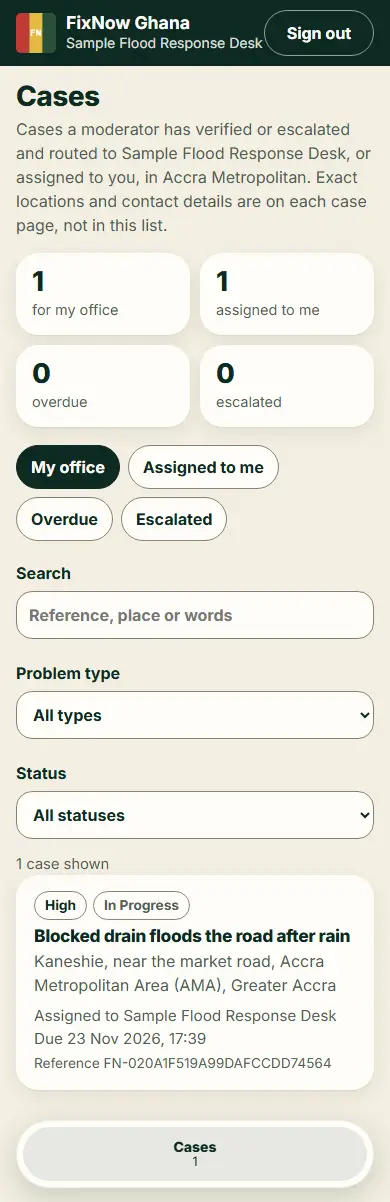 FN
FixNow Ghana
Sample Flood Response Desk
Sign out
Cases
Cases a moderator has verified or escalated
and routed to Sample Flood Response Desk, or
assigned to you, in Accra Metropolitan. Exact
locations and contact details are on each case
page, not in this list.
1
for my office
1
assigned to me
0
overdue
0
escalated
My office
Assigned to me
Overdue
Escalated
Search
Reference, place or words
Problem type
All types
Status
All statuses
1 case shown
High
In Progress
Blocked drain floods the road after rain
Kaneshie, near the market road, Accra
Metropolitan Area (AMA), Greater Accra
Assigned to Sample Flood Response Desk
Due 23 Nov 2026, 17:39
Reference FN-020A1F519A99DAFCCDD74564
Cases
1